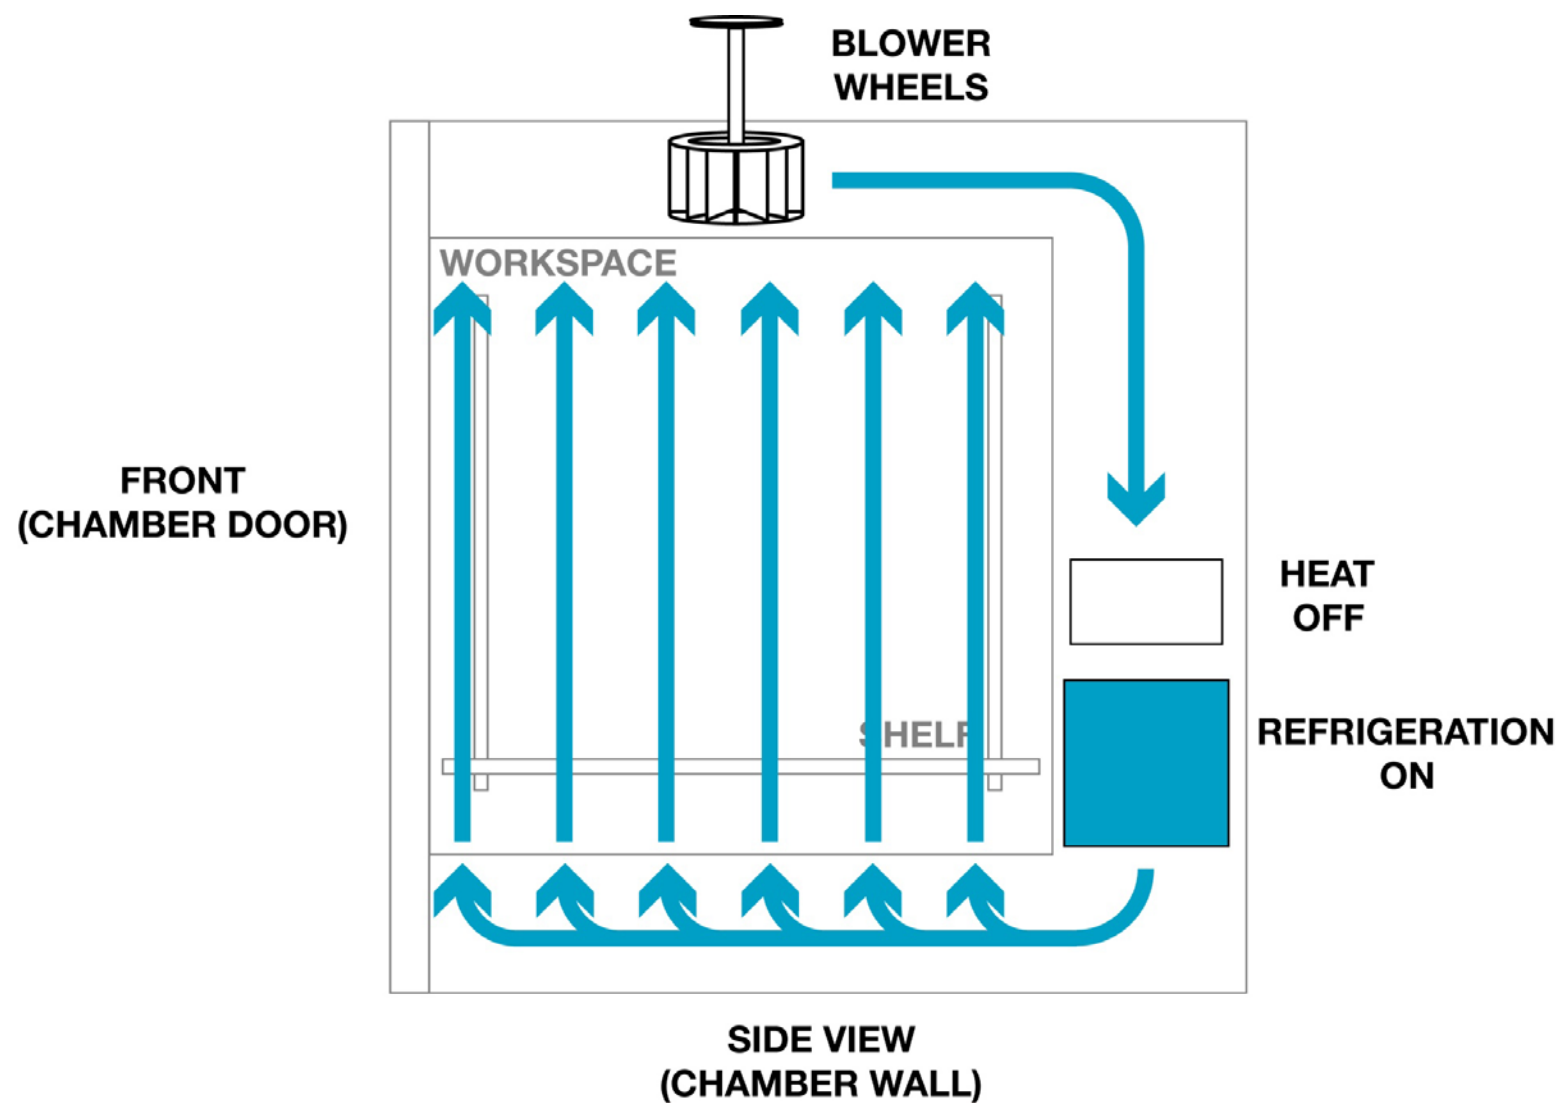 BLOWER
WHEELS
WORKSPACE
FRONT
(CHAMBER DOOR)
HEAT
OFF
SHELF
REFRIGERATION
ON
SIDE VIEW
(CHAMBER WALL)